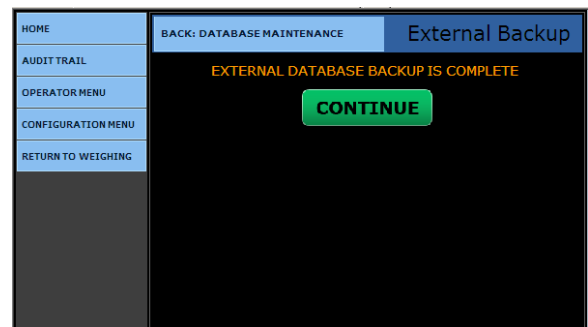 HOME
AUDIT TRAIL
OPERATOR MENU
CONFIGURATION MENU
RETURN TO WEIGHING
BACK: DATABASE MAINTENANCE
External Backup
EXTERNAL DATABASE BACKUP IS COMPLETE
CONTINUE